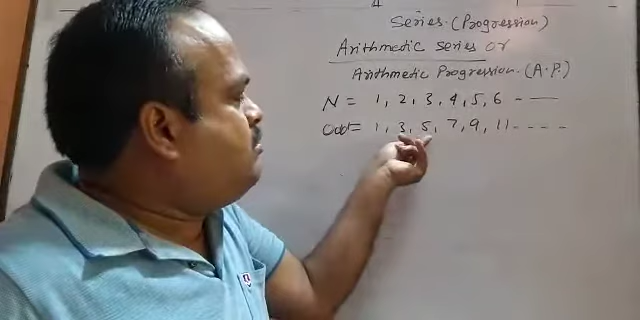 Series. (Progression)
Arithmetic series or
Arithmetic Progression. (A.P.)
N = 1, 2, 3, 4, 5, 6 - —
Odd = 1, 3, 5, 7, 9, 11 - - - -